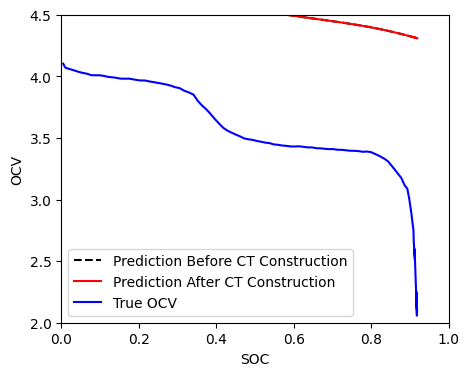 4.5
4.0
3.5
3.0
2.5
2.0
OCV
Prediction Before CT Construction
Prediction After CT Construction
True OCV
0.0 0.2 0.4 0.6 0.8 1.0
SOC